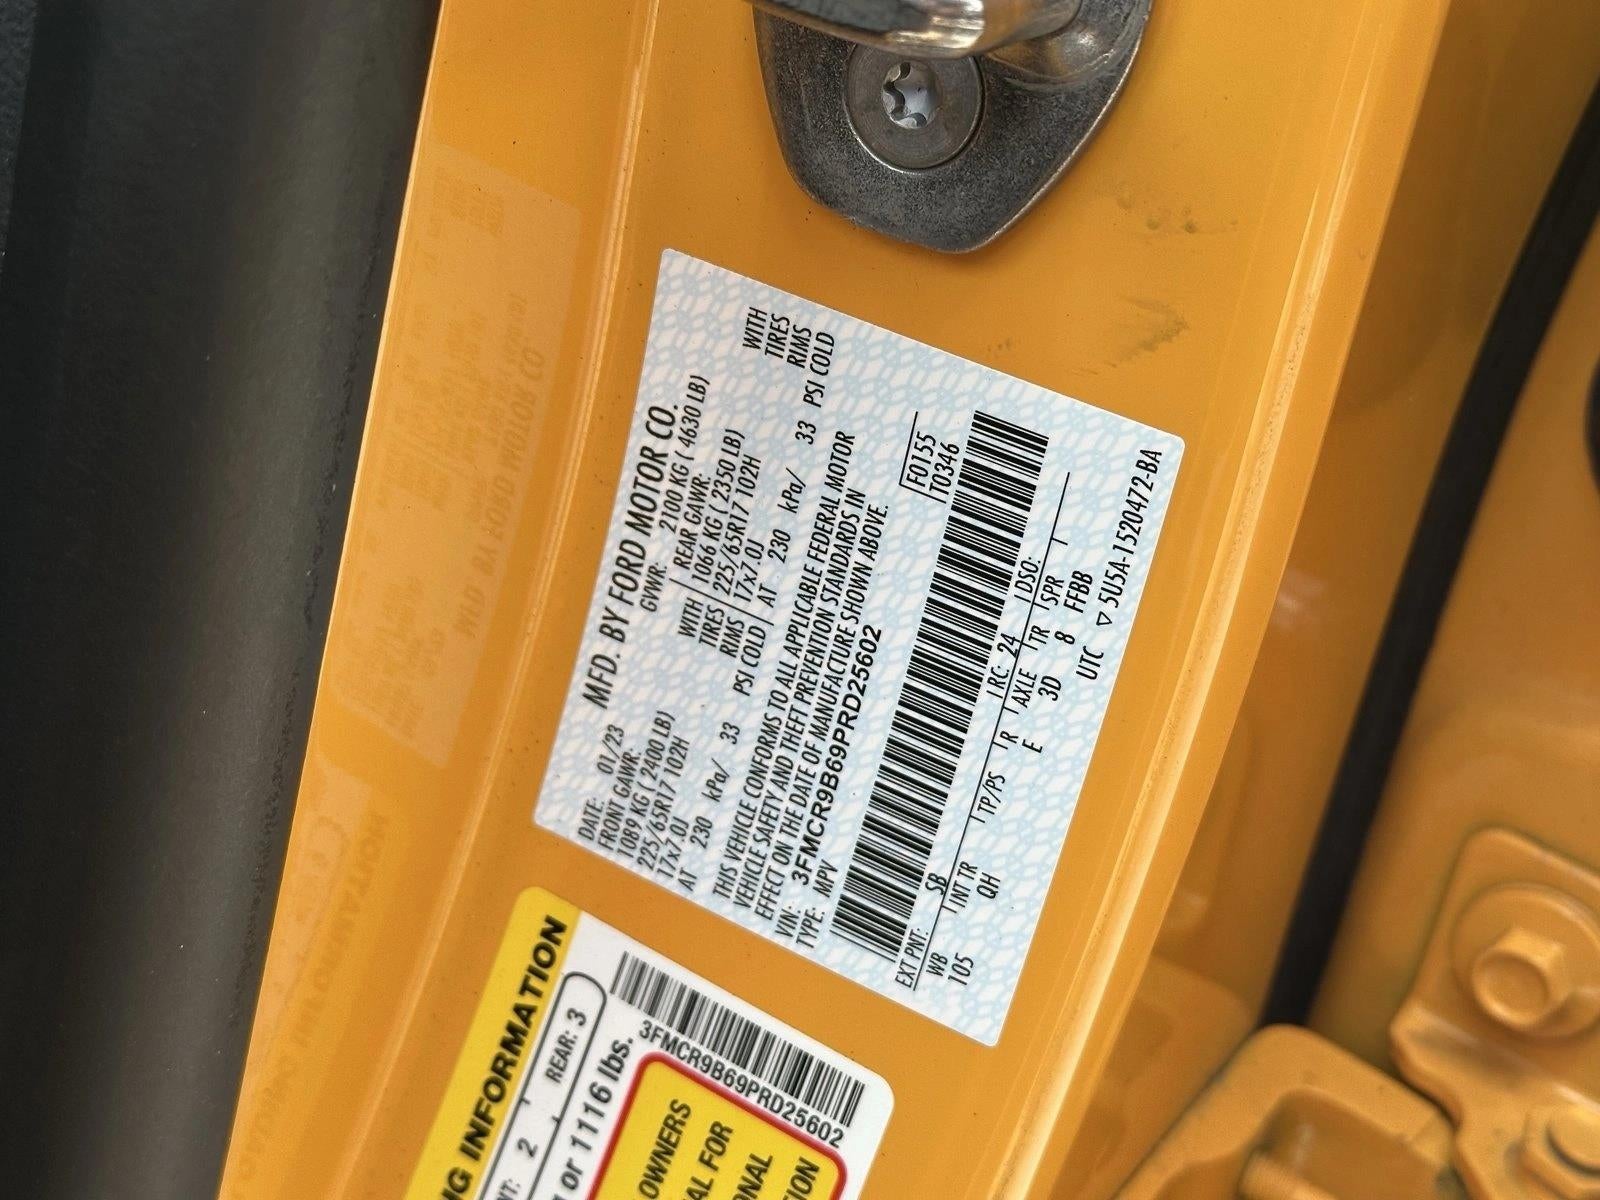 MFD. BY FORD MOTOR CO.
DATE: 01/23 GVWR: 2100 KG ( 4630 LB)
FRONT GAWR: WITH REAR GAWR: WITH
1089 KG ( 2400 LB) TIRES 1066 KG ( 2350 LB) TIRES
225/65R17 102H RIMS 225/65R17 102H RIMS
17x7.0J PSI COLD 17x7.0J PSI COLD
AT 230 kPa/ 33 AT 230 kPa/ 33
THIS VEHICLE CONFORMS TO ALL APPLICABLE FEDERAL MOTOR
VEHICLE SAFETY AND THEFT PREVENTION STANDARDS IN
EFFECT ON THE DATE OF MANUFACTURE SHOWN ABOVE.
VIN: 3FMCR9B69PRD25602
TYPE: MPV
F0155
T0346
EXT PNT: SB RC: 24 DSO:
WB INT TR TP/PS R AXLE TR SPR
105 QH E 3D 8 FFBB
UTC ▽ 5U5A-1520472-BA
NG INFORMATION
2 REAR: 3
or 1116 lbs.
3FMCR9B69PRD25602
OWNERS
FOR